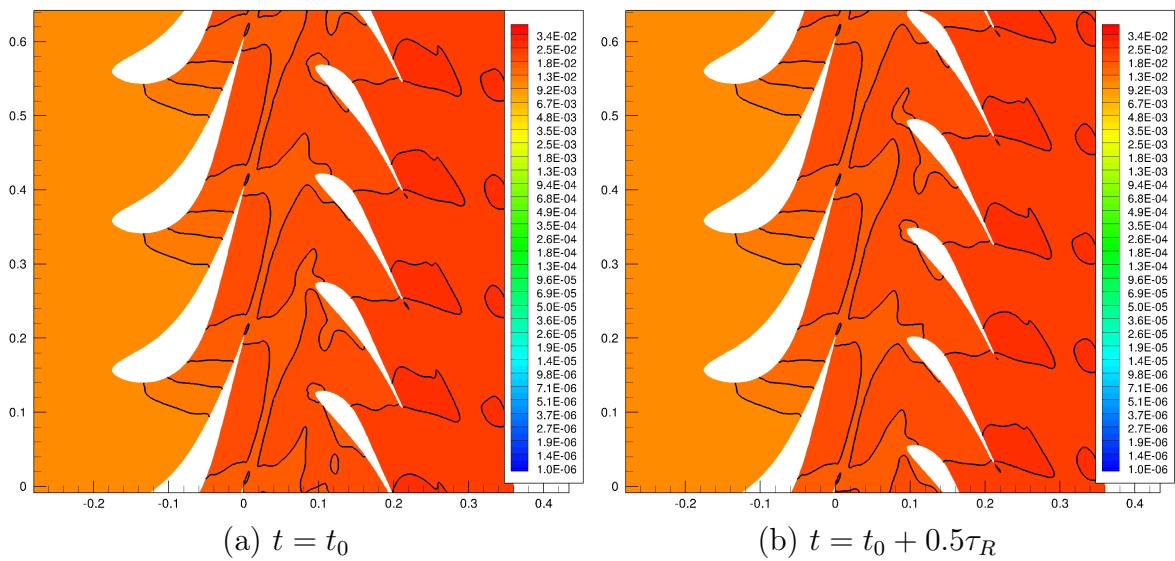 0.6
0.5
0.4
0.3
0.2
0.1
0
-0.2 -0.1 0 0.1 0.2 0.3 0.4
3.4E-02
2.5E-02
1.8E-02
1.3E-02
9.2E-03
6.7E-03
4.8E-03
3.5E-03
2.5E-03
1.8E-03
1.3E-03
9.4E-04
6.8E-04
4.9E-04
3.6E-04
2.6E-04
1.8E-04
1.3E-04
9.6E-05
6.9E-05
5.0E-05
3.6E-05
2.6E-05
1.9E-05
1.4E-05
9.8E-06
7.1E-06
5.1E-06
3.7E-06
2.7E-06
1.9E-06
1.4E-06
1.0E-06
(a) t = t₀
0.6
0.5
0.4
0.3
0.2
0.1
0
-0.2 -0.1 0 0.1 0.2 0.3 0.4
3.4E-02
2.5E-02
1.8E-02
1.3E-02
9.2E-03
6.7E-03
4.8E-03
3.5E-03
2.5E-03
1.8E-03
1.3E-03
9.4E-04
6.8E-04
4.9E-04
3.6E-04
2.6E-04
1.8E-04
1.3E-04
9.6E-05
6.9E-05
5.0E-05
3.6E-05
2.6E-05
1.9E-05
1.4E-05
9.8E-06
7.1E-06
5.1E-06
3.7E-06
2.7E-06
1.9E-06
1.4E-06
1.0E-06
(b) t = t₀ + 0.5τ_R